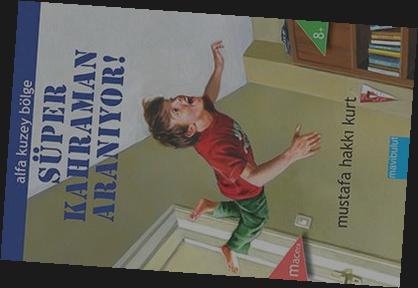 alfa kuzey bölge
SÜPER
KAHRAMAN
ARANIYOR!
8+
mustafa hakkı kurt
mavibulut
macera